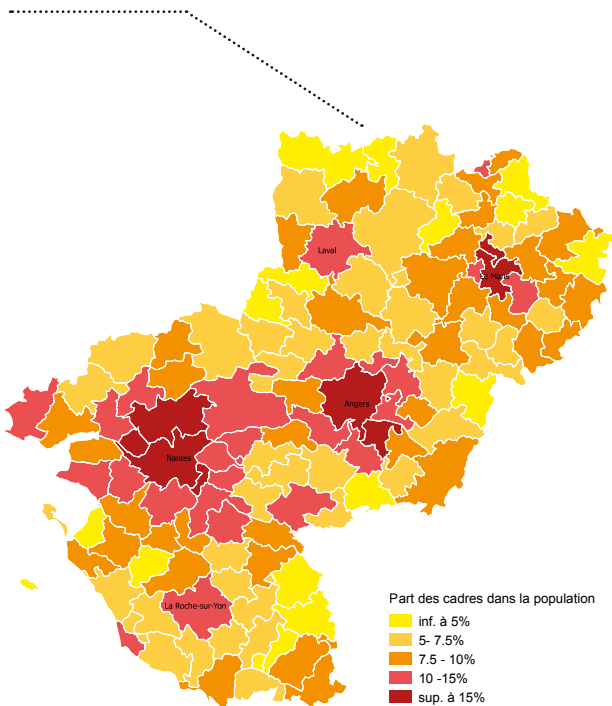 Laval
Le Mans
Angers
Nantes
La Roche-sur-Yon
Part des cadres dans la population
inf. à 5%
5- 7.5%
7.5 - 10%
10 -15%
sup. à 15%